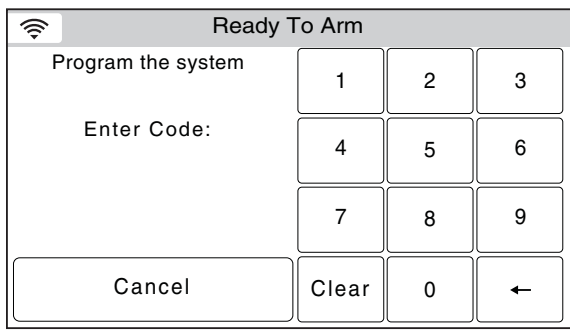 Ready To Arm
Program the system
Enter Code:
1 2 3
4 5 6
7 8 9
Cancel Clear 0 ←